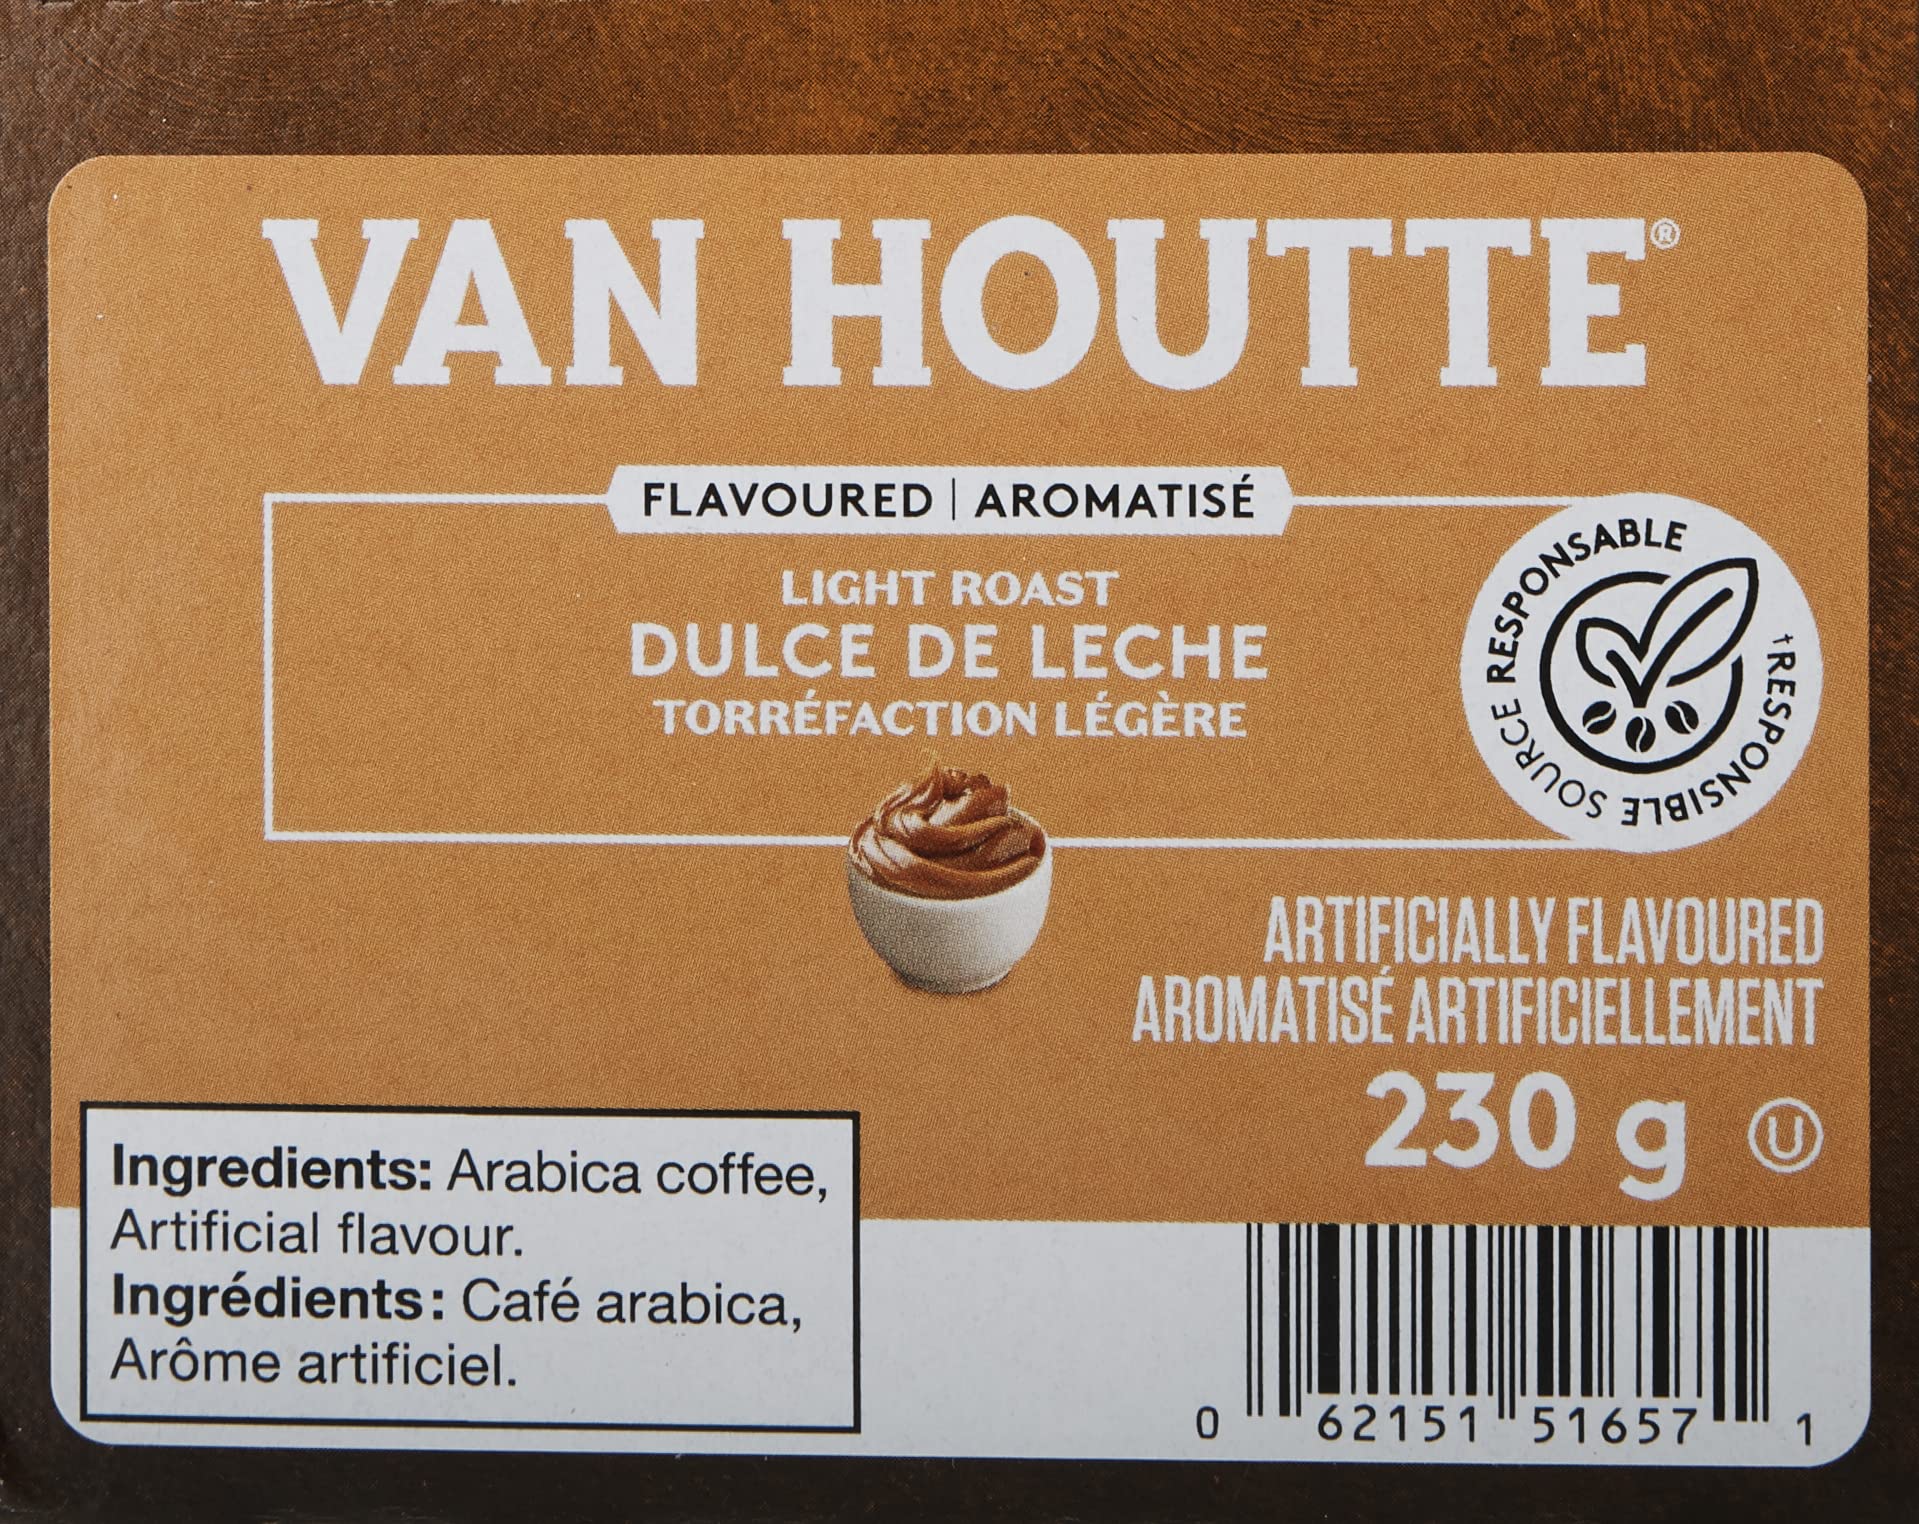 VAN HOUTTE®
FLAVOURED | AROMATISÉ
LIGHT ROAST
DULCE DE LECHE
TORRÉFACTION LÉGÈRE
SOURCE RESPONSABLE
†RESPONSIBLE SOURCE
ARTIFICIALLY FLAVOURED
AROMATISÉ ARTIFICIELLEMENT
230 g U
Ingredients: Arabica coffee,
Artificial flavour.
Ingrédients : Café arabica,
Arôme artificiel.
0 62151 51657 1